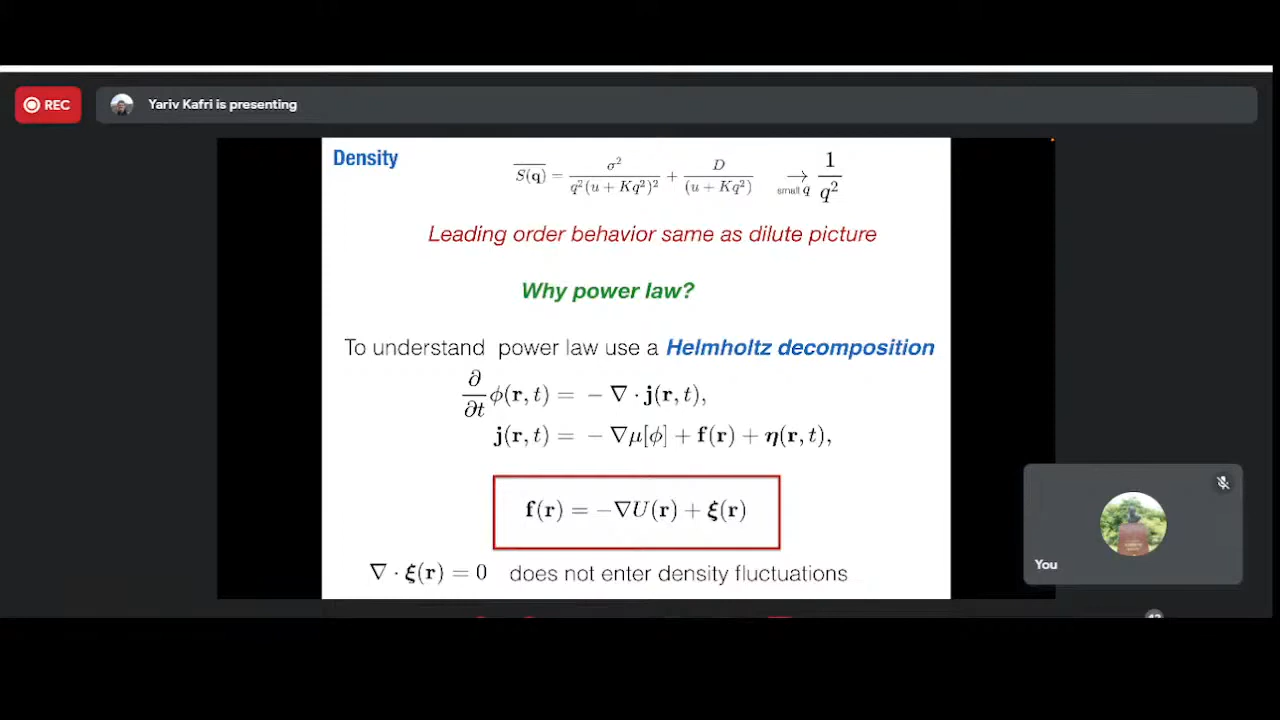 REC
Yariv Kafri is presenting
Density
$\overline{S(\mathbf{q})} = \frac{\sigma^2}{q^2(u + Kq^2)^2} + \frac{D}{(u + Kq^2)} \underset{\text{small } q}{\rightarrow} \frac{1}{q^2}$
Leading order behavior same as dilute picture
Why power law?
To understand power law use a Helmholtz decomposition
$\frac{\partial}{\partial t}\phi(\mathbf{r}, t) = -\nabla \cdot \mathbf{j}(\mathbf{r}, t),$
$\mathbf{j}(\mathbf{r}, t) = -\nabla\mu[\phi] + \mathbf{f}(\mathbf{r}) + \boldsymbol{\eta}(\mathbf{r}, t),$
$\mathbf{f}(\mathbf{r}) = -\nabla U(\mathbf{r}) + \boldsymbol{\xi}(\mathbf{r})$
$\nabla \cdot \boldsymbol{\xi}(\mathbf{r}) = 0$ does not enter density fluctuations
You